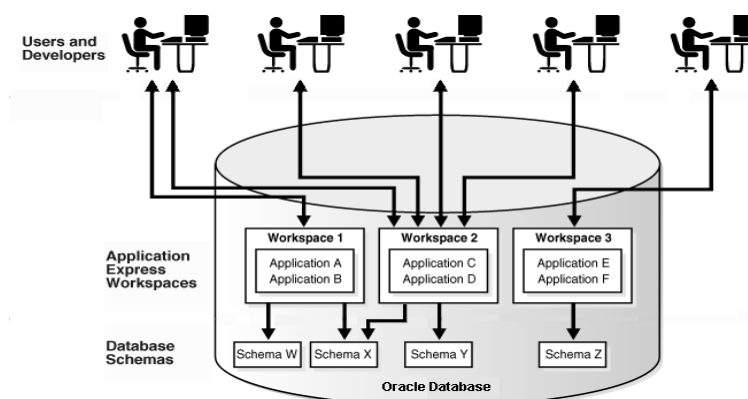 Users and
Developers
Workspace 1 Workspace 2 Workspace 3
Application A Application C Application E
Application B Application D Application F
Application
Express
Workspaces
Database
Schemas
Schema W Schema X Schema Y Schema Z
Oracle Database